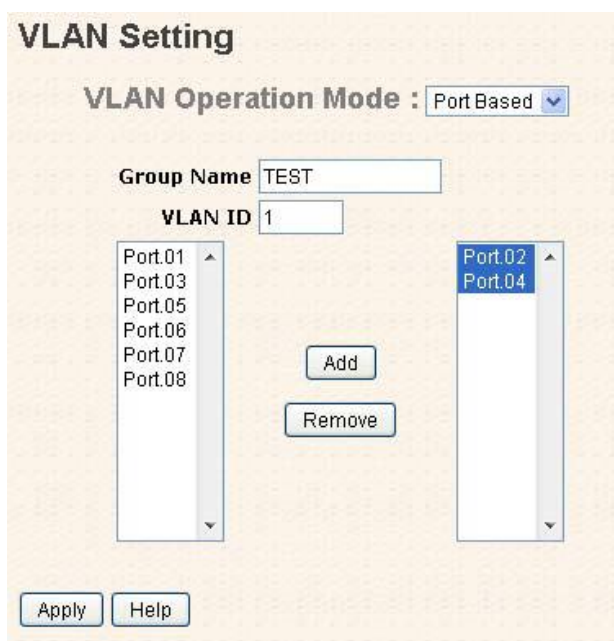 VLAN Setting
VLAN Operation Mode : Port Based
Group Name TEST
VLAN ID 1
Port.01
Port.03
Port.05
Port.06
Port.07
Port.08
Add
Remove
Port.02
Port.04
Apply Help